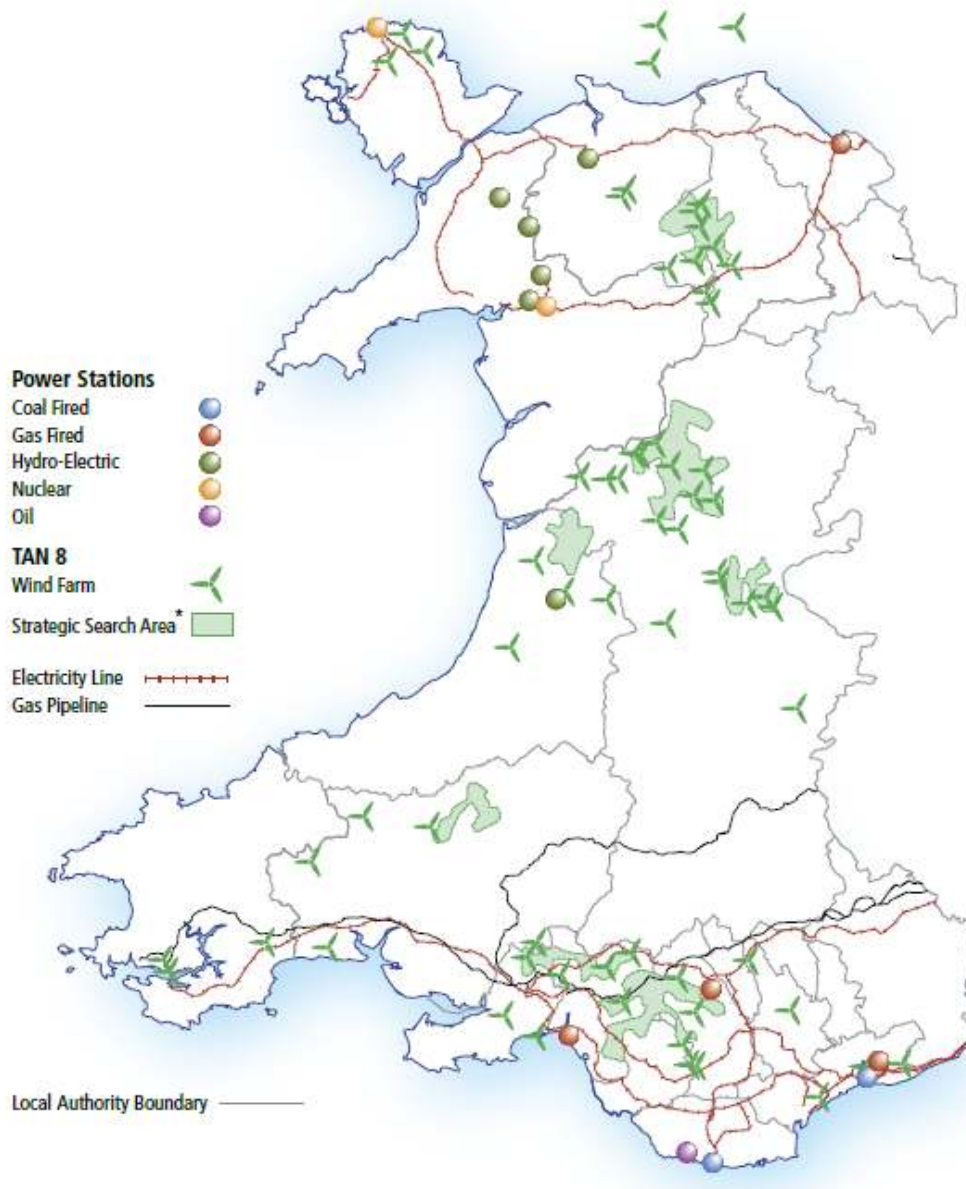 Power Stations
Coal Fired
Gas Fired
Hydro-Electric
Nuclear
Oil
TAN 8
Wind Farm
Strategic Search Area*
Electricity Line
Gas Pipeline
Local Authority Boundary